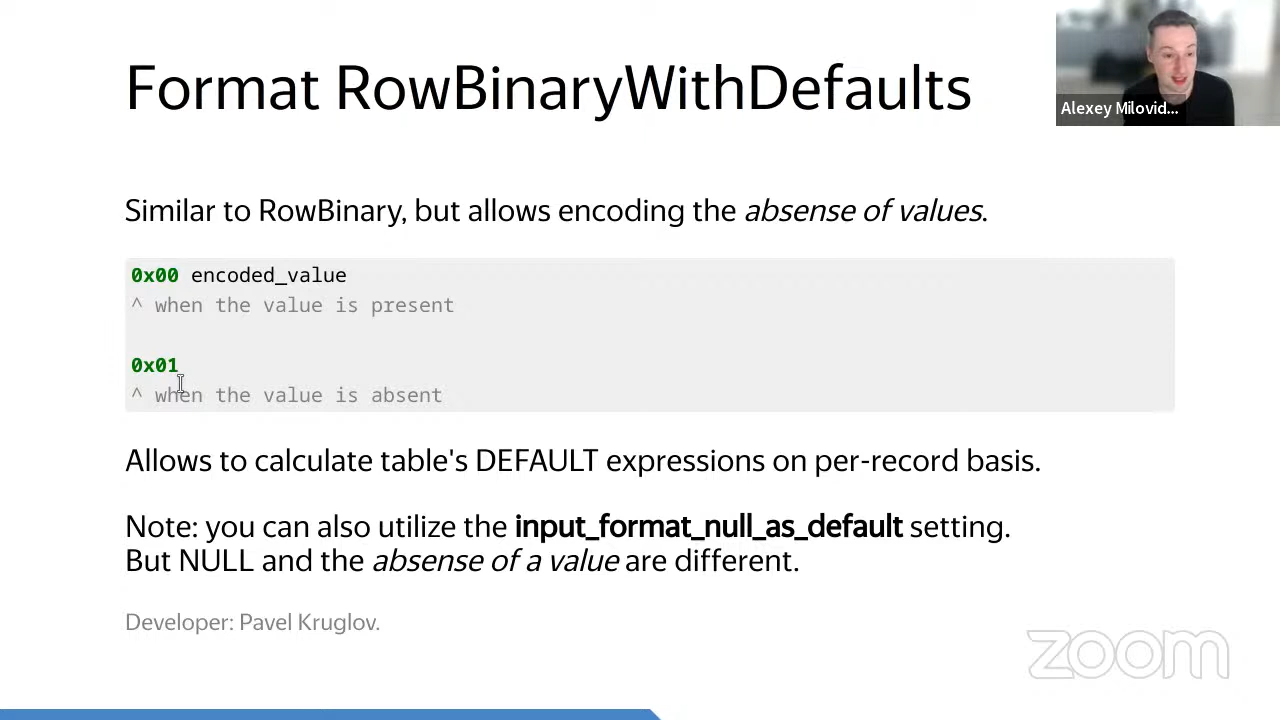 Format RowBinaryWithDefaults
Alexey Milovid...
Similar to RowBinary, but allows encoding the absense of values.
0x00 encoded_value
^ when the value is present
0x01
^ when the value is absent
Allows to calculate table's DEFAULT expressions on per-record basis.
Note: you can also utilize the input_format_null_as_default setting.
But NULL and the absense of a value are different.
Developer: Pavel Kruglov.
zoom